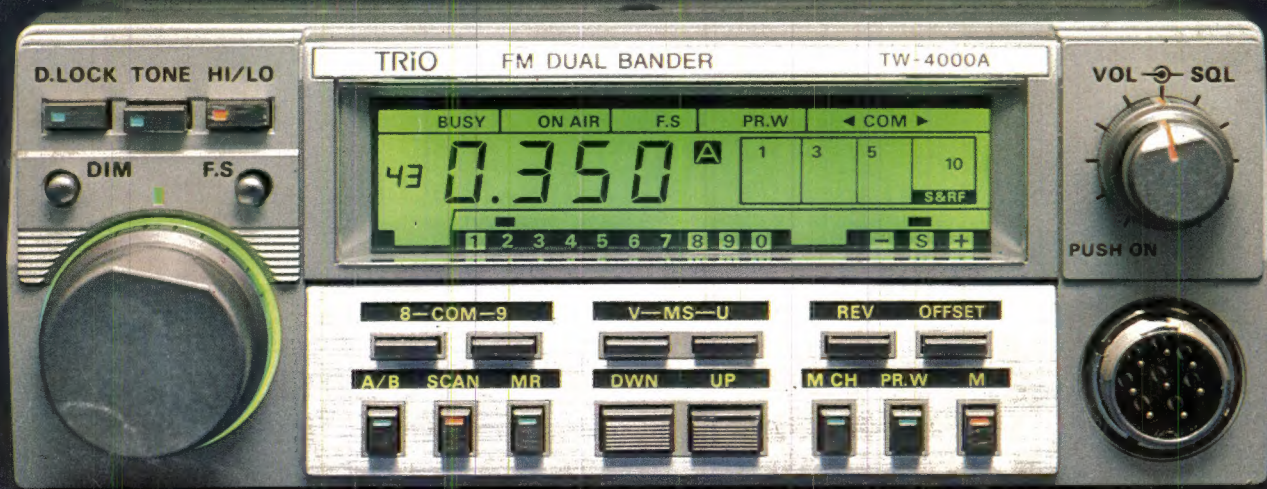 TRiO FM DUAL BANDER TW-4000A
D.LOCK TONE HI/LO
DIM F.S
BUSY ON AIR F.S PR.W ◄ COM ►
43 0.350 A 1 3 5 10
S&RF
1 2 3 4 5 6 7 8 9 0 − S +
VOL SQL
PUSH ON
8−COM−9 V−MS−U REV OFFSET
A/B SCAN MR DWN UP M CH PR.W M